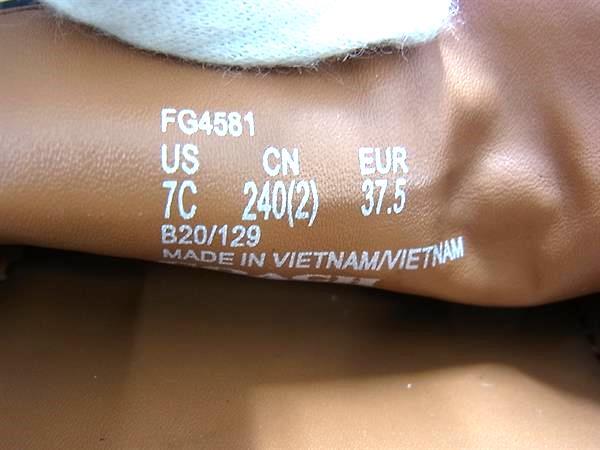 FG4581
US CN EUR
7C 240(2) 37.5
B20/129
MADE IN VIETNAM/VIETNAM